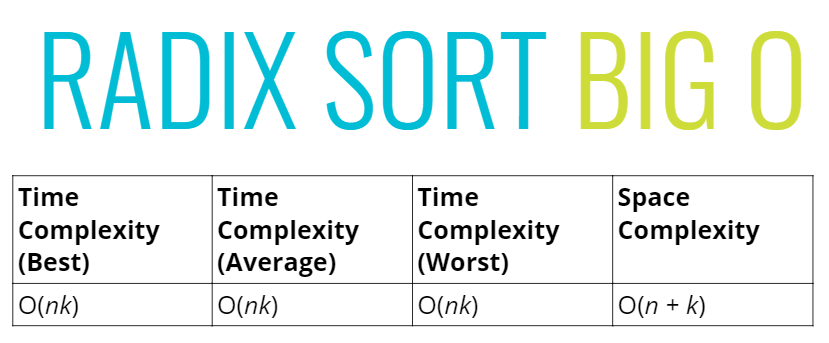 RADIX SORT BIG O
Time Complexity (Best)
Time Complexity (Average)
Time Complexity (Worst)
Space Complexity
O(nk)
O(nk)
O(nk)
O(n + k)